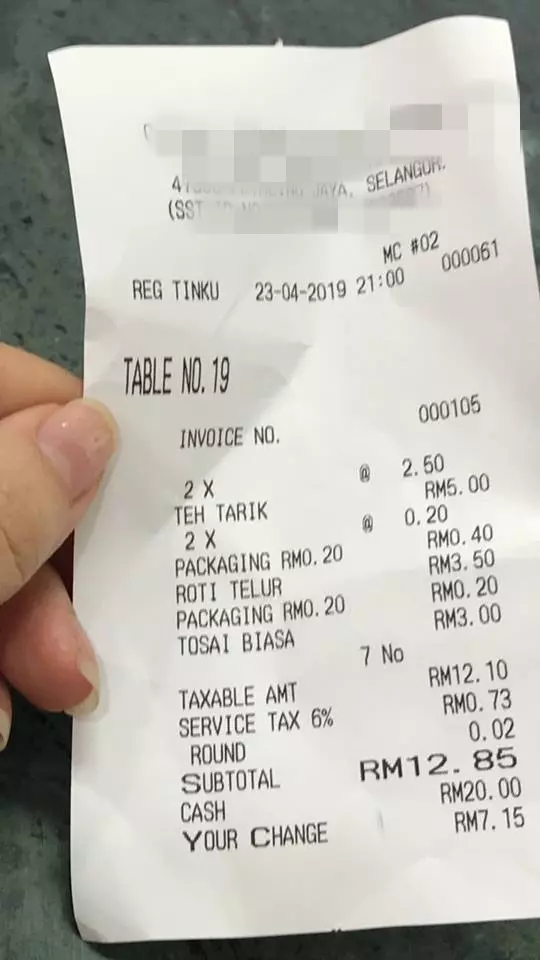 SELANGOR.
(SST
MC #02
REG TINKU 23-04-2019 21:00 000061
TABLE NO. 19
INVOICE NO. 000105
2 X @ 2.50
TEH TARIK RM5.00
2 X @ 0.20
PACKAGING RM0.20 RM0.40
ROTI TELUR RM3.50
PACKAGING RM0.20 RM0.20
TOSAI BIASA RM3.00
7 No
TAXABLE AMT RM12.10
SERVICE TAX 6% RM0.73
ROUND 0.02
SUBTOTAL RM12.85
CASH RM20.00
YOUR CHANGE RM7.15